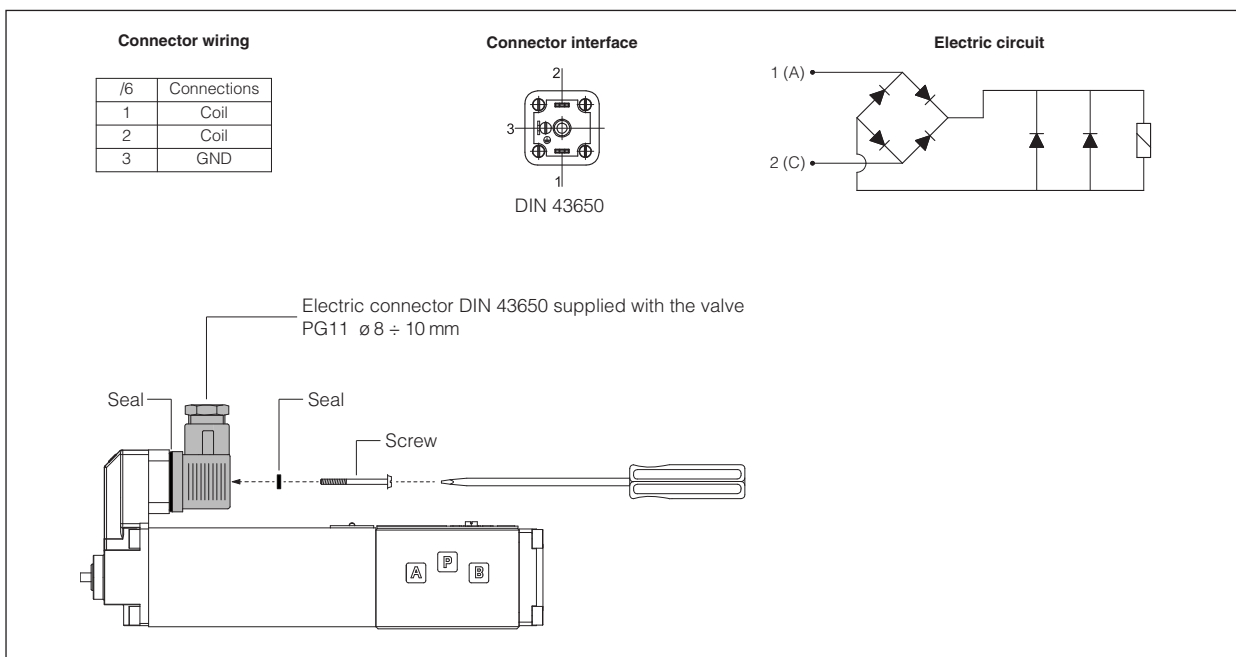 Connector wiring
/6 Connections
1 Coil
2 Coil
3 GND
Connector interface
2
3
1
DIN 43650
Electric circuit
1 (A)
2 (C)
Electric connector DIN 43650 supplied with the valve
PG11 ø 8 ÷ 10 mm
Seal
Seal
Screw
A P B